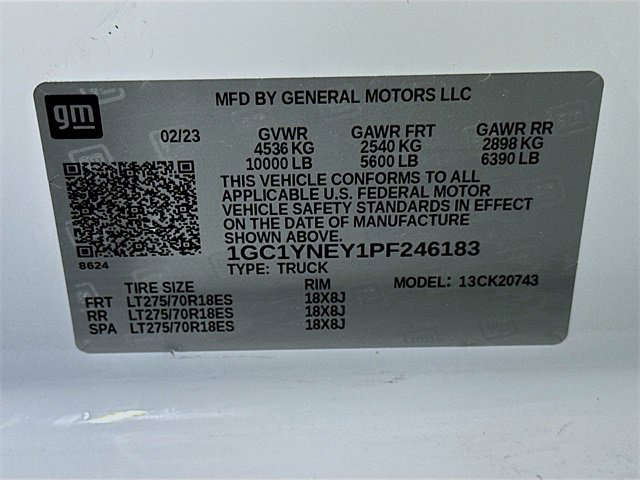 gm
MFD BY GENERAL MOTORS LLC
02/23 GVWR GAWR FRT GAWR RR
4536 KG 2540 KG 2898 KG
10000 LB 5600 LB 6390 LB
THIS VEHICLE CONFORMS TO ALL
APPLICABLE U.S. FEDERAL MOTOR
VEHICLE SAFETY STANDARDS IN EFFECT
ON THE DATE OF MANUFACTURE
SHOWN ABOVE.
8624
1GC1YNEY1PF246183
TYPE: TRUCK
MODEL: 13CK20743
TIRE SIZE RIM
FRT LT275/70R18ES 18X8J
RR LT275/70R18ES 18X8J
SPA LT275/70R18ES 18X8J